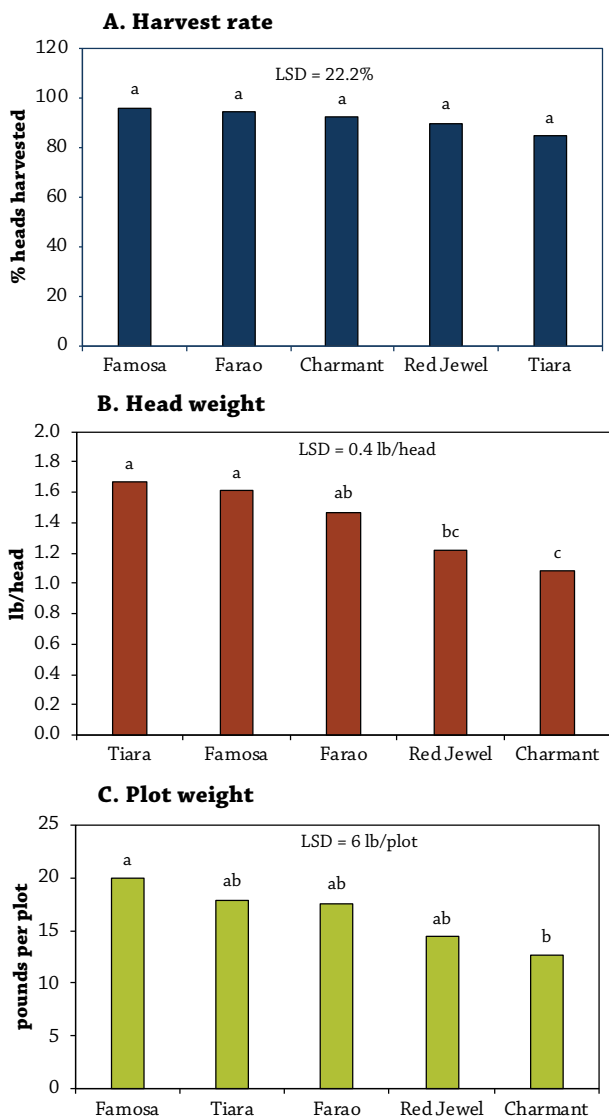 A. Harvest rate
120
LSD = 22.2%
a a a a a
100
80
60
40
20
0
% heads harvested
Famosa Farao Charmant Red Jewel Tiara
B. Head weight
2.0
LSD = 0.4 lb/head
1.8
a a ab bc c
1.6
1.4
1.2
1.0
0.8
0.6
0.4
0.2
0.0
lb/head
Tiara Famosa Farao Red Jewel Charmant
C. Plot weight
25
LSD = 6 lb/plot
a ab ab ab b
20
15
10
5
0
pounds per plot
Famosa Tiara Farao Red Jewel Charmant